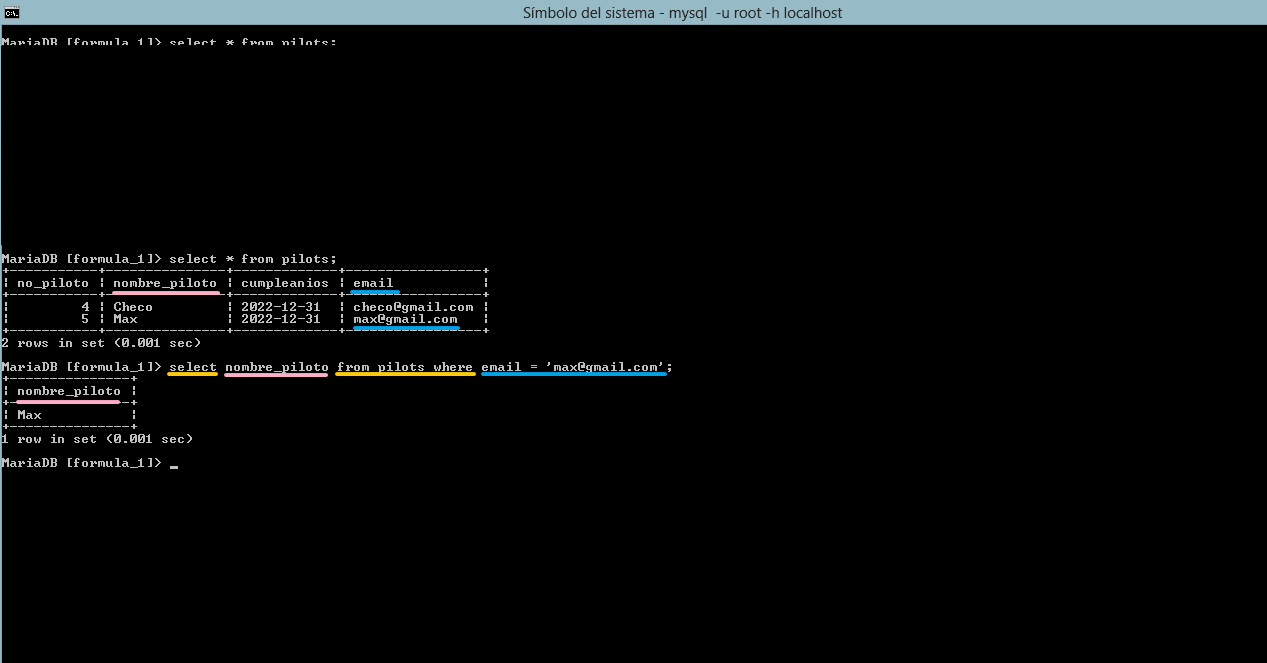 Símbolo del sistema - mysql -u root -h localhost
MariaDB [formula_1]> select * from pilots;
MariaDB [formula_1]> select * from pilots;
+-----------+---------------+-------------+-----------------+
| no_piloto | nombre_piloto | cumpleanios | email           |
+-----------+---------------+-------------+-----------------+
|         4 | Checo         | 2022-12-31  | checo@gmail.com |
|         5 | Max           | 2022-12-31  | max@gmail.com   |
+-----------+---------------+-------------+-----------------+
2 rows in set (0.001 sec)
MariaDB [formula_1]> select nombre_piloto from pilots where email = 'max@gmail.com';
+---------------+
| nombre_piloto |
+---------------+
| Max           |
+---------------+
1 row in set (0.001 sec)
MariaDB [formula_1]> _